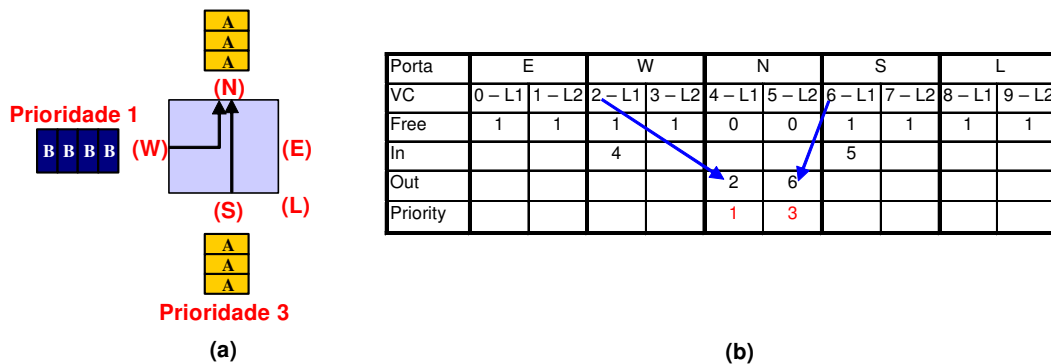 A
A
A
(N)
Prioridade 1
B B B B
(W)
(E)
(S)
(L)
A
A
A
Prioridade 3
(a)
Porta E W N S L
VC 0 – L1 1 – L2 2 – L1 3 – L2 4 – L1 5 – L2 6 – L1 7 – L2 8 – L1 9 – L2
Free 1 1 1 1 0 0 1 1 1 1
In 4 5
Out 2 6
Priority 1 3
(b)